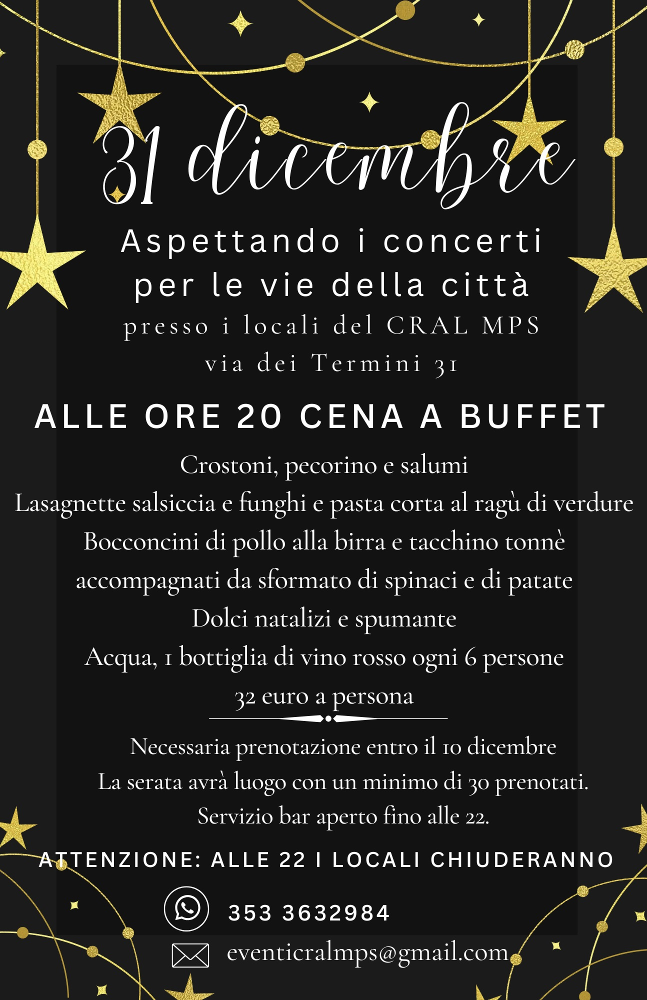 31 dicembre
Aspettando i concerti
per le vie della città
presso i locali del CRAL MPS
via dei Termini 31
ALLE ORE 20 CENA A BUFFET
Crostoni, pecorino e salumi
Lasagnette salsiccia e funghi e pasta corta al ragù di verdure
Bocconcini di pollo alla birra e tacchino tonnè
accompagnati da sformato di spinaci e di patate
Dolci natalizi e spumante
Acqua, 1 bottiglia di vino rosso ogni 6 persone
32 euro a persona
Necessaria prenotazione entro il 10 dicembre
La serata avrà luogo con un minimo di 30 prenotati.
Servizio bar aperto fino alle 22.
ATTENZIONE: ALLE 22 I LOCALI CHIUDERANNO
353 3632984
eventicralmps@gmail.com